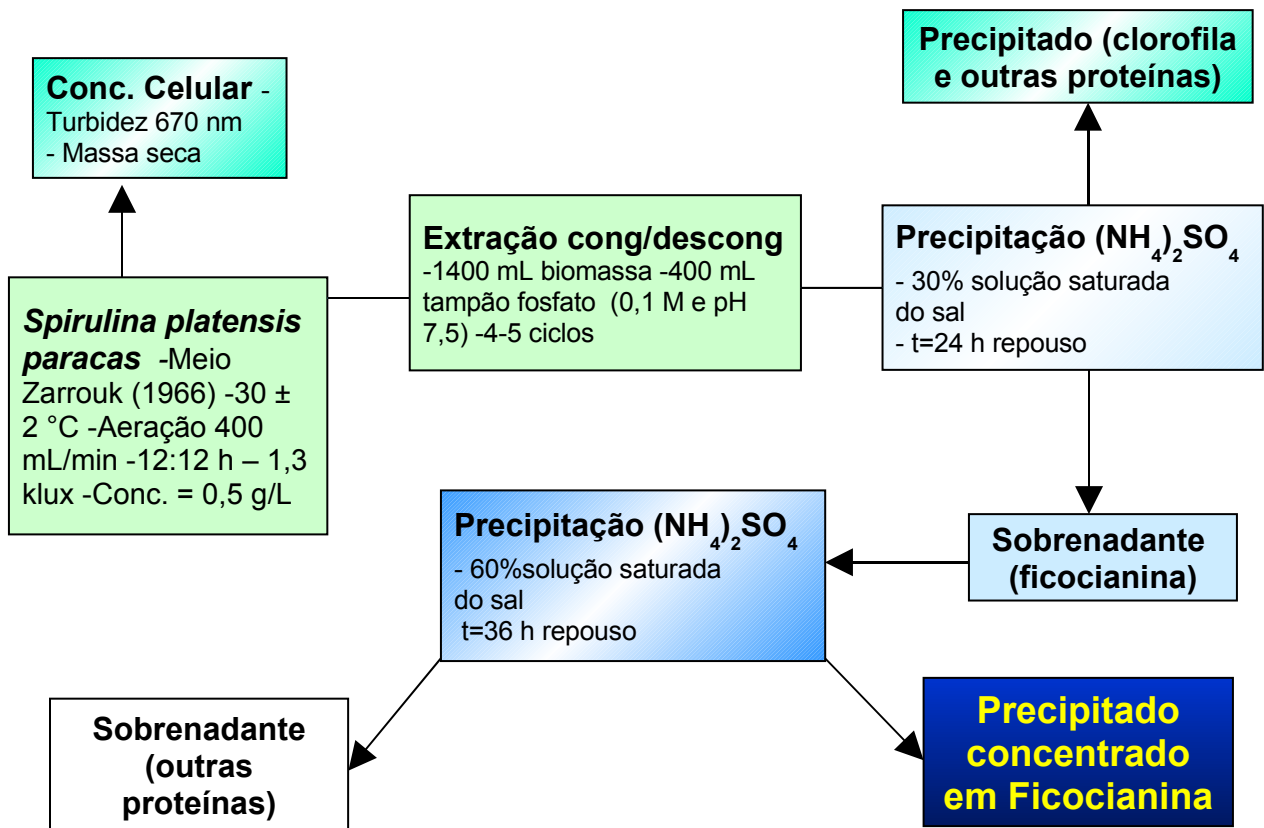 Conc. Celular -
Turbidez 670 nm
- Massa seca
Spirulina platensis
paracas -Meio
Zarrouk (1966) -30 ±
2 °C -Aeração 400
mL/min -12:12 h – 1,3
klux -Conc. = 0,5 g/L
Extração cong/descong
-1400 mL biomassa -400 mL
tampão fosfato (0,1 M e pH
7,5) -4-5 ciclos
Precipitado (clorofila
e outras proteínas)
Precipitação (NH4)2SO4
- 30% solução saturada
do sal
- t=24 h repouso
Sobrenadante
(ficocianina)
Precipitação (NH4)2SO4
- 60%solução saturada
do sal
t=36 h repouso
Sobrenadante
(outras
proteínas)
Precipitado
concentrado
em Ficocianina